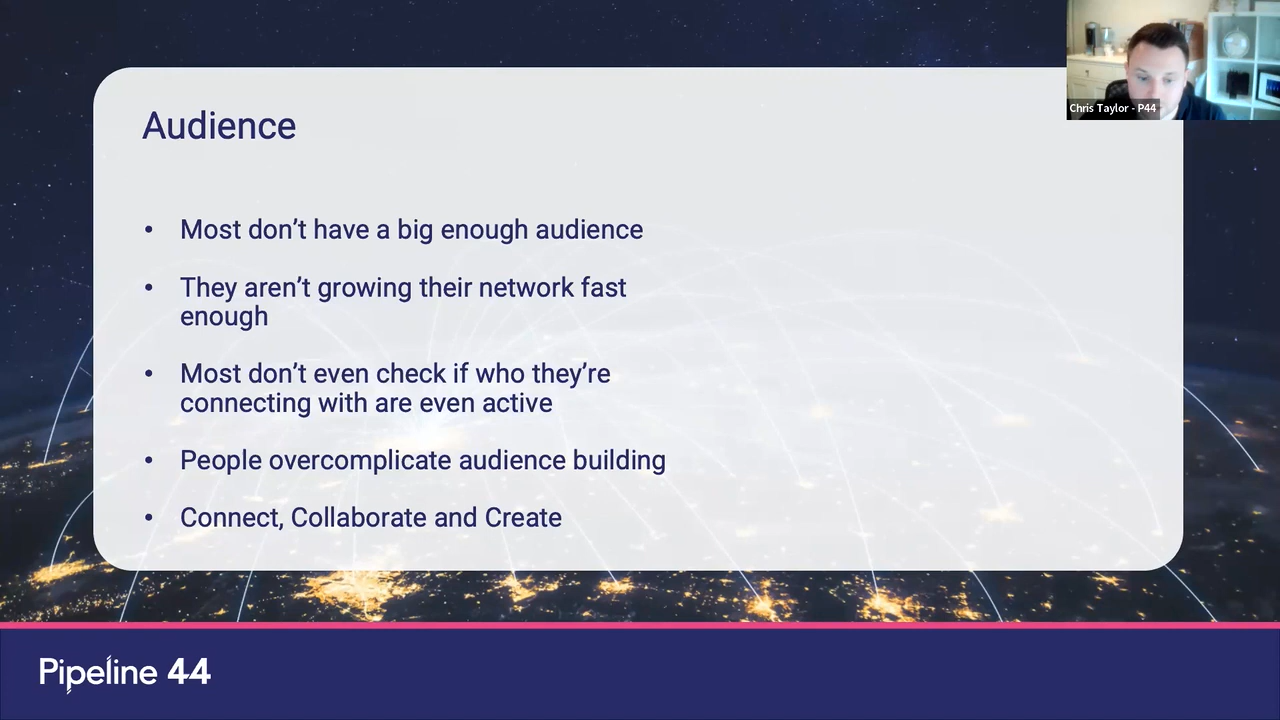 Chris Taylor - P44
Audience
• Most don’t have a big enough audience
• They aren’t growing their network fast
enough
• Most don’t even check if who they’re
connecting with are even active
• People overcomplicate audience building
• Connect, Collaborate and Create
Pipeline 44